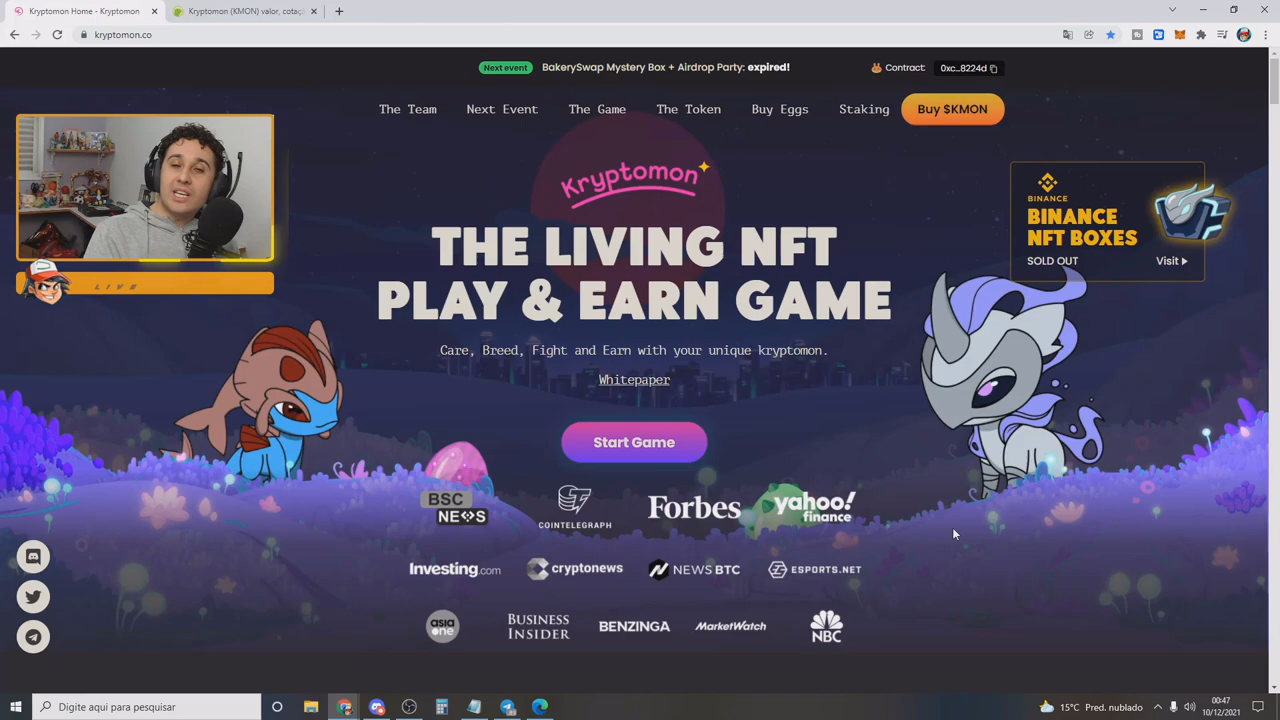 Kryptomon Home - Kryptomon
Kryptomon (KMON) valor, cotaç
kryptomon.co
Next event
BakerySwap Mystery Box + Airdrop Party: expired!
Contract:
0xc...8224d
The Team
Next Event
The Game
The Token
Buy Eggs
Staking
Buy $KMON
Kryptomon
BINANCE
BINANCE
NFT BOXES
SOLD OUT
Visit
THE LIVING NFT
PLAY & EARN GAME
LIVE
Care, Breed, Fight and Earn with your unique kryptomon.
Whitepaper
Start Game
BSC
NEWS
COINTELEGRAPH
Forbes
yahoo!
finance
Investing.com
cryptonews
NEWS BTC
ESPORTS.NET
asia
one
BUSINESS
INSIDER
BENZINGA
MarketWatch
NBC
Digite aqui para pesquisar
15°C Pred. nublado
00:47
10/12/2021